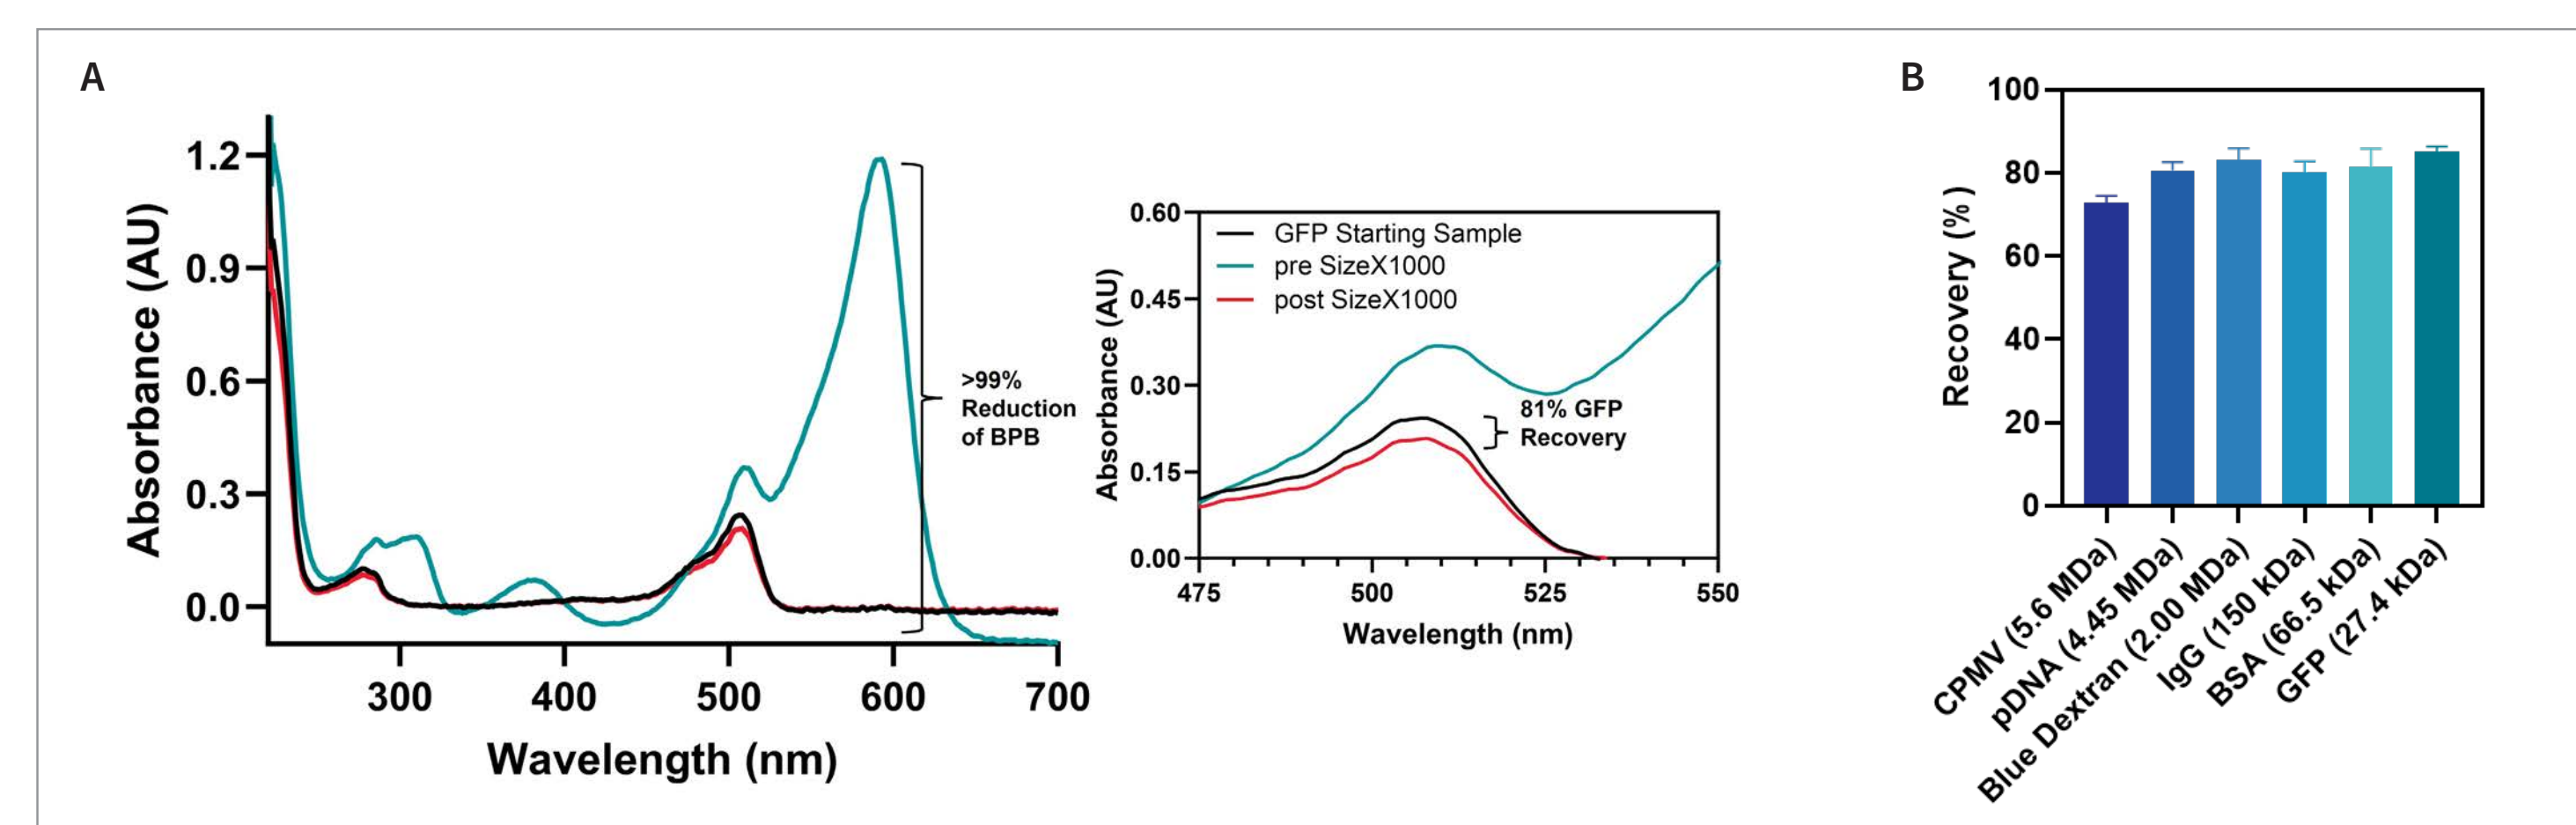 A
1.2
0.9
0.6
0.3
0.0
Absorbance (AU)
300 400 500 600 700
Wavelength (nm)
>99%
Reduction
of BPB
0.60
0.45
0.30
0.15
0.00
Absorbance (AU)
GFP Starting Sample
pre SizeX1000
post SizeX1000
81% GFP
Recovery
475 500 525 550
Wavelength (nm)
B
100
80
60
40
20
0
Recovery (%)
CPMV (5.6 MDa)
pDNA (4.45 MDa)
Blue Dextran (2.00 MDa)
IgG (150 kDa)
BSA (66.5 kDa)
GFP (27.4 kDa)